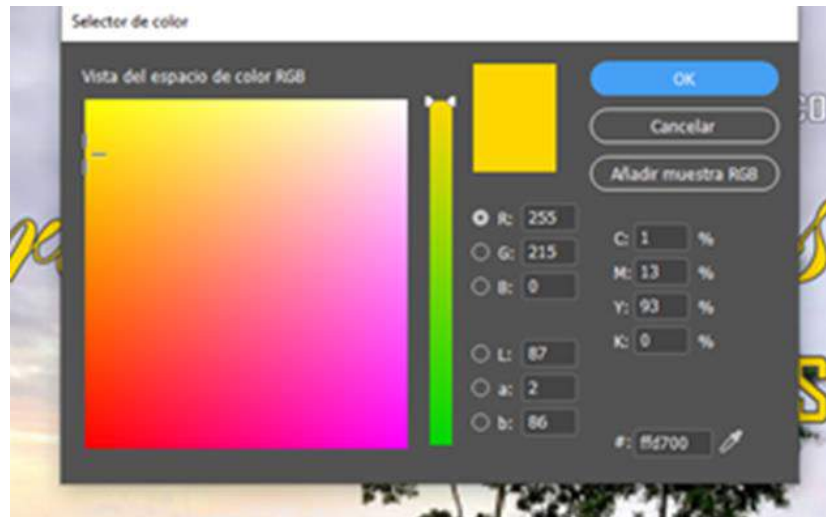 Selector de color
Vista del espacio de color RGB
OK
Cancelar
Añadir muestra RGB
R: 255
G: 215
B: 0
L: 87
a: 2
b: 86
C: 1 %
M: 13 %
Y: 93 %
K: 0 %
#: ffd700